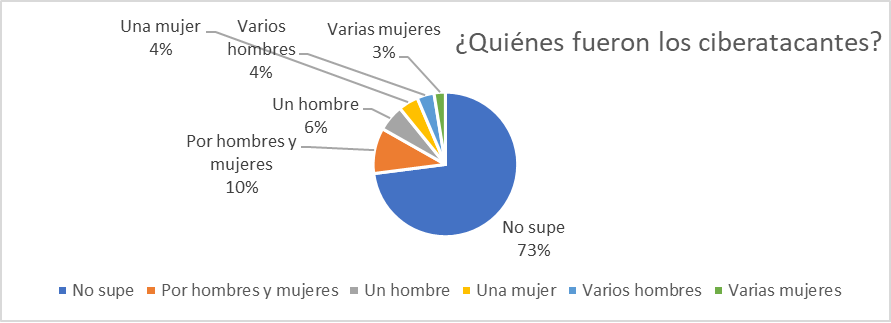 ¿Quiénes fueron los ciberatacantes?
Una mujer
4%
Varios
hombres
4%
Varias mujeres
3%
Un hombre
6%
Por hombres y
mujeres
10%
No supe
73%
No supe Por hombres y mujeres Un hombre Una mujer Varios hombres Varias mujeres